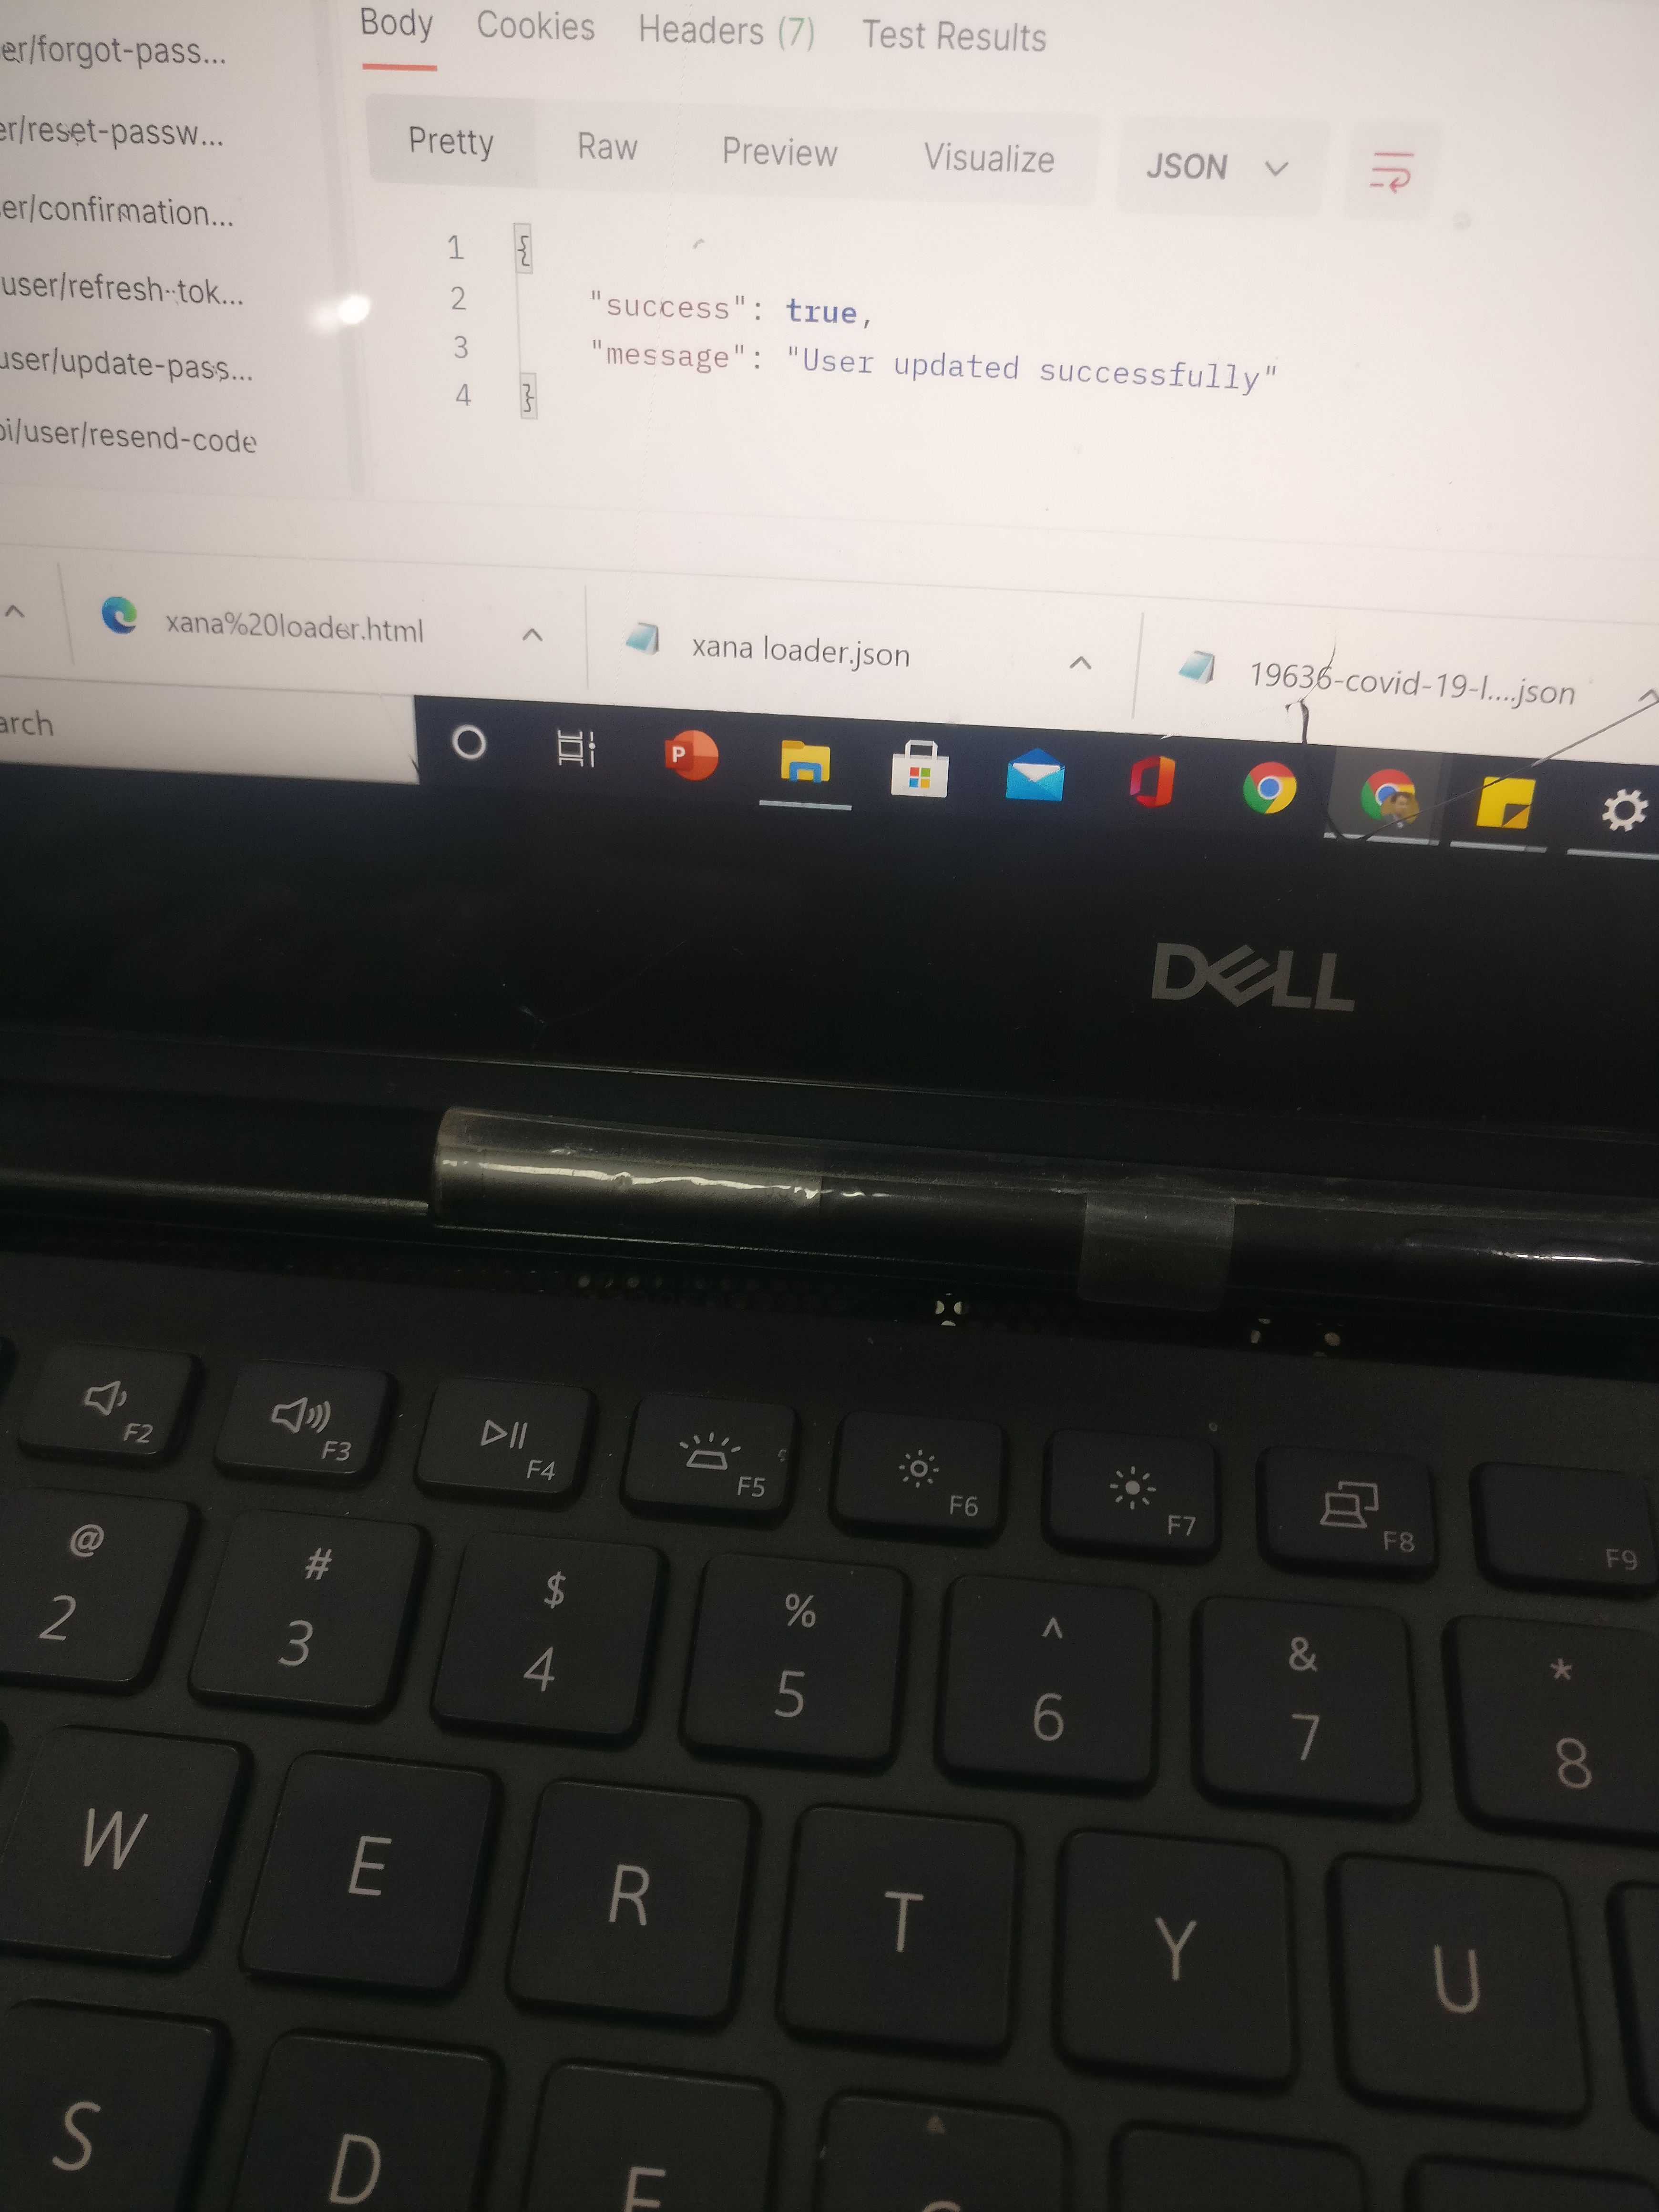 er/forgot-pass...
er/reset-passw...
er/confirmation...
user/refresh-tok...
user/update-pass...
pi/user/resend-code
Body Cookies Headers (7) Test Results
Pretty Raw Preview Visualize JSON
1 {
2 "success": true,
3 "message": "User updated successfully"
4 }
xana%20loader.html xana loader.json 19636-covid-19-l....json
arch
P
DELL
F2 F3 F4 F5 F6 F7 F8 F9
@ # $ % ^ & *
2 3 4 5 6 7 8
W E R T Y U
S D F